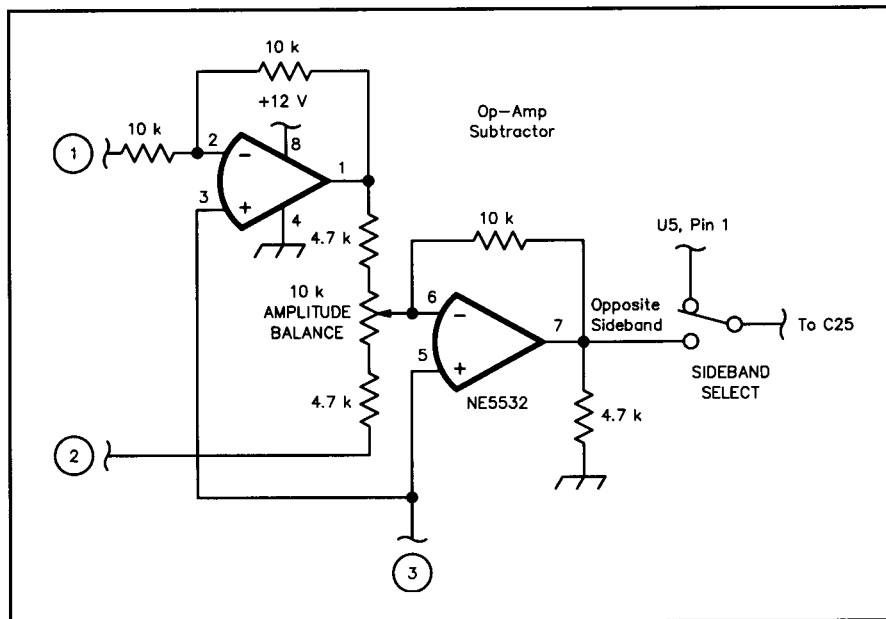 10 k
+12 V
Op-Amp
Subtractor
1
10 k
2
−
8
1
3
+
4
4.7 k
10 k
U5, Pin 1
10 k
AMPLITUDE
BALANCE
6
−
7
Opposite
Sideband
To C25
5
+
NE5532
SIDEBAND
SELECT
4.7 k
4.7 k
2
3